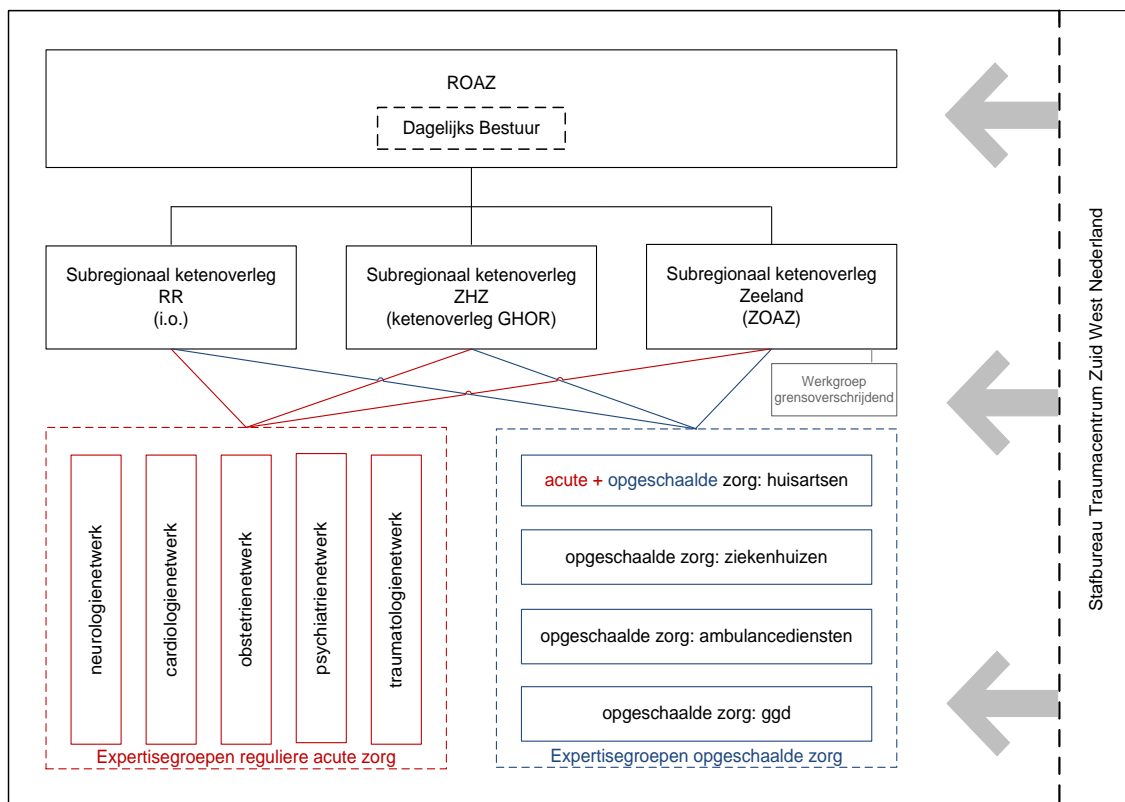 ROAZ
Dagelijks Bestuur
Subregionaal ketenoverleg
RR
(i.o.)
Subregionaal ketenoverleg
ZHZ
(ketenoverleg GHOR)
Subregionaal ketenoverleg
Zeeland
(ZOAZ)
Werkgroep
grensoverschrijdend
neurologienetwerk
cardiologienetwerk
obstetrienetwerk
psychiatrienetwerk
traumatologienetwerk
Expertisegroepen reguliere acute zorg
acute + opgeschaalde zorg: huisartsen
opgeschaalde zorg: ziekenhuizen
opgeschaalde zorg: ambulancediensten
opgeschaalde zorg: ggd
Expertisegroepen opgeschaalde zorg
Stafbureau Traumacentrum Zuid West Nederland